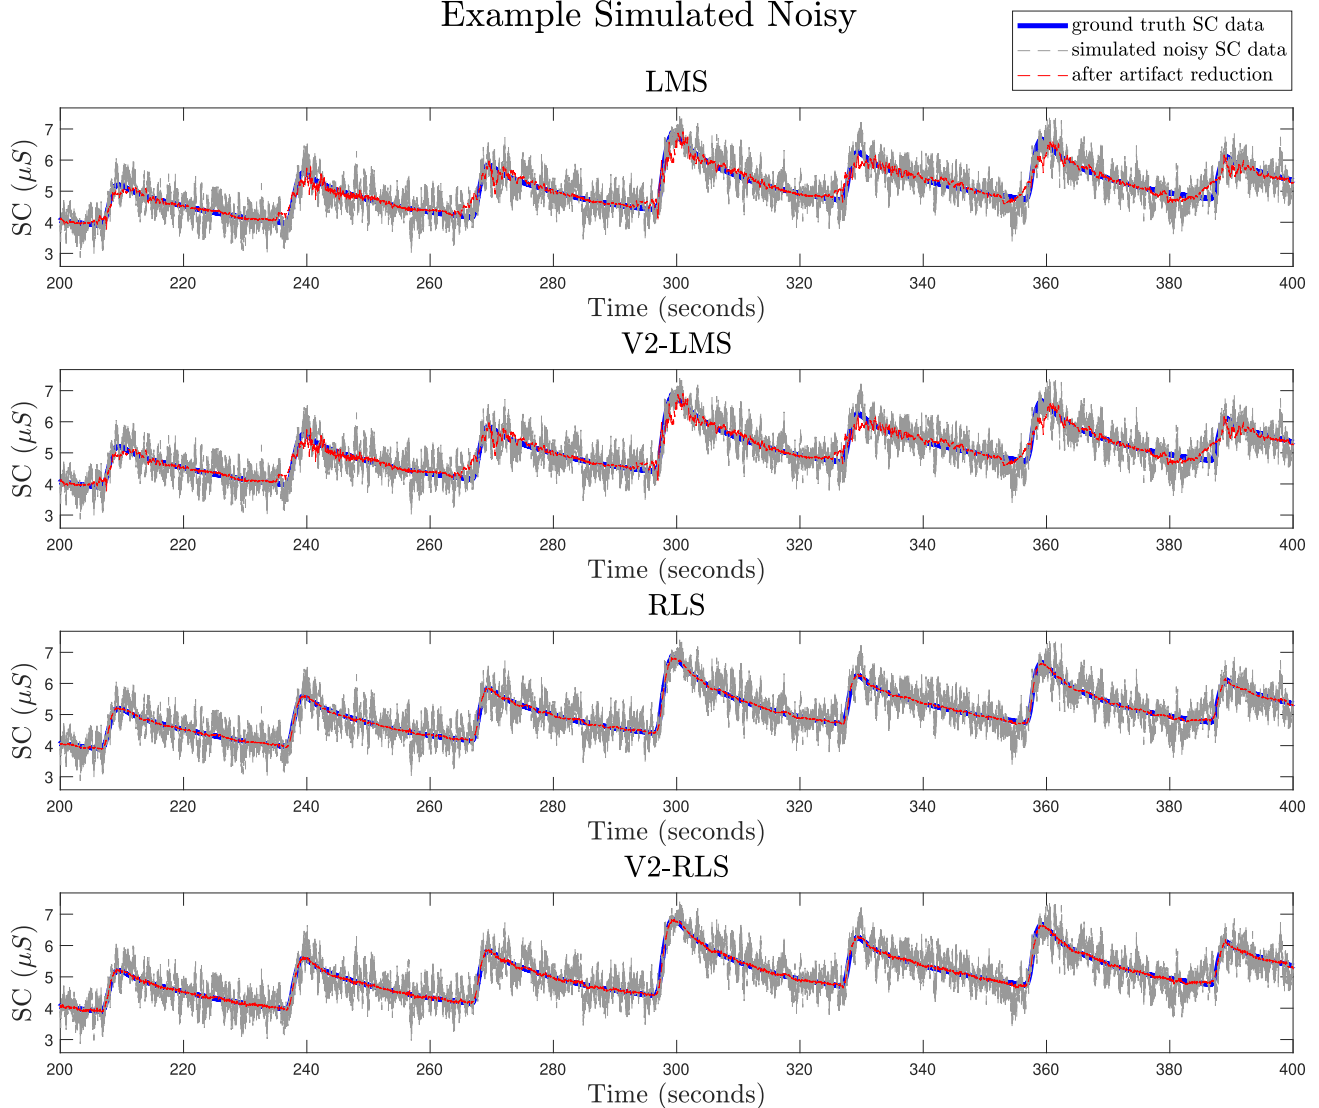 Example Simulated Noisy
ground truth SC data
simulated noisy SC data
after artifact reduction
LMS
SC (μS)
7
6
5
4
3
200 220 240 260 280 300 320 340 360 380 400
Time (seconds)
V2-LMS
SC (μS)
7
6
5
4
3
200 220 240 260 280 300 320 340 360 380 400
Time (seconds)
RLS
SC (μS)
7
6
5
4
3
200 220 240 260 280 300 320 340 360 380 400
Time (seconds)
V2-RLS
SC (μS)
7
6
5
4
3
200 220 240 260 280 300 320 340 360 380 400
Time (seconds)